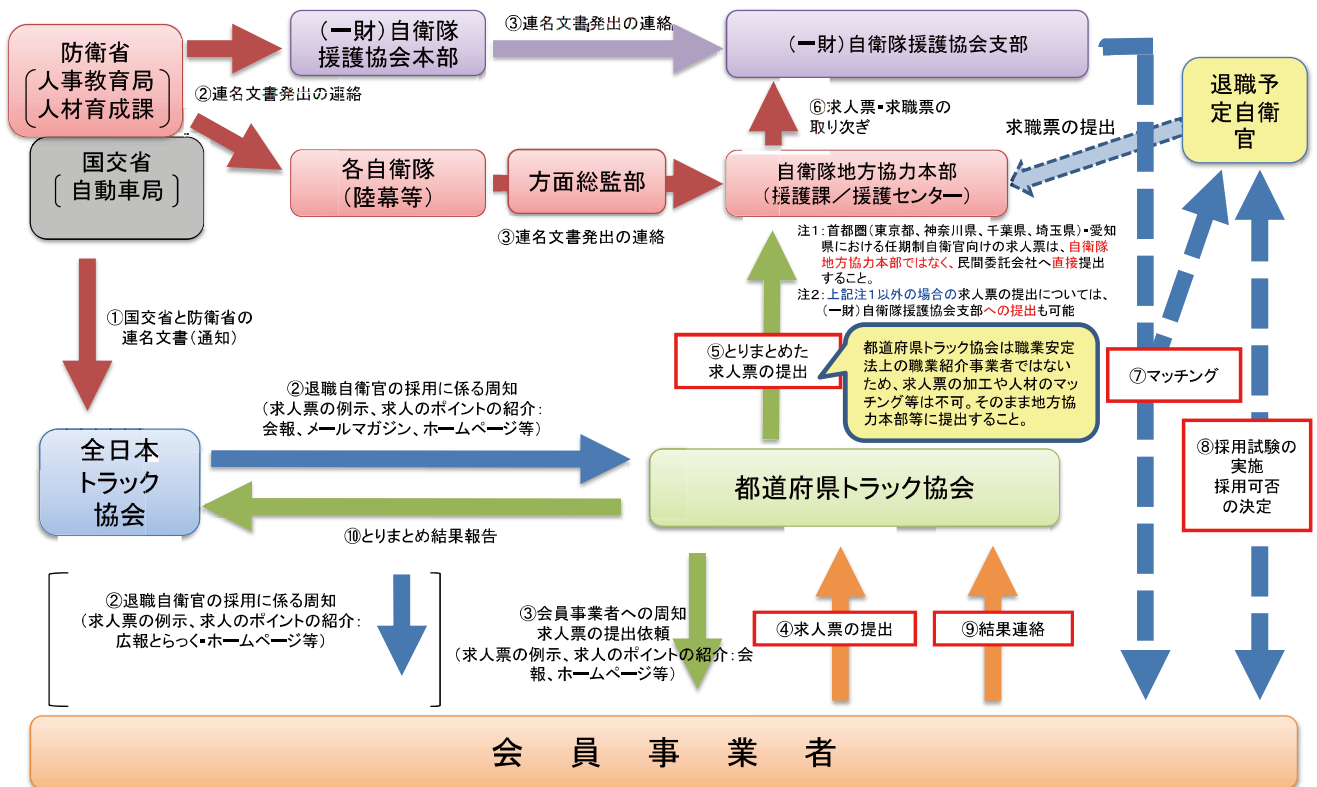 防衛省
人事教育局
人材育成課
国交省
自動車局
(一財)自衛隊
援護協会本部
③連名文書発出の連絡
(一財)自衛隊援護協会支部
②連名文書発出の連絡
⑥求人票・求職票の
取り次ぎ
求職票の提出
退職予
定自衛
官
各自衛隊
(陸幕等)
方面総監部
③連名文書発出の連絡
自衛隊地方協力本部
(援護課/援護センター)
注1:首都圏(東京都、神奈川県、千葉県、埼玉県)・愛知
県における任期制自衛官向けの求人票は、自衛隊
地方協力本部ではなく、民間委託会社へ直接提出
すること。
注2:上記注1以外の場合の求人票の提出については、
(一財)自衛隊援護協会支部への提出も可能
①国交省と防衛省の
連名文書(通知)
⑤とりまとめた
求人票の提出
都道府県トラック協会は職業安定
法上の職業紹介事業者ではない
ため、求人票の加工や人材のマッ
チング等は不可。そのまま地方協
力本部等に提出すること。
⑦マッチング
②退職自衛官の採用に係る周知
(求人票の例示、求人のポイントの紹介:
会報、メールマガジン、ホームページ等)
⑧採用試験の
実施
採用可否
の決定
全日本
トラック
協会
都道府県トラック協会
⑩とりまとめ結果報告
②退職自衛官の採用に係る周知
(求人票の例示、求人のポイントの紹介:
広報とらっく・ホームページ等)
③会員事業者への周知
求人票の提出依頼
(求人票の例示、求人のポイントの紹介:会
報、ホームページ等)
④求人票の提出
⑨結果連絡
会員事業者